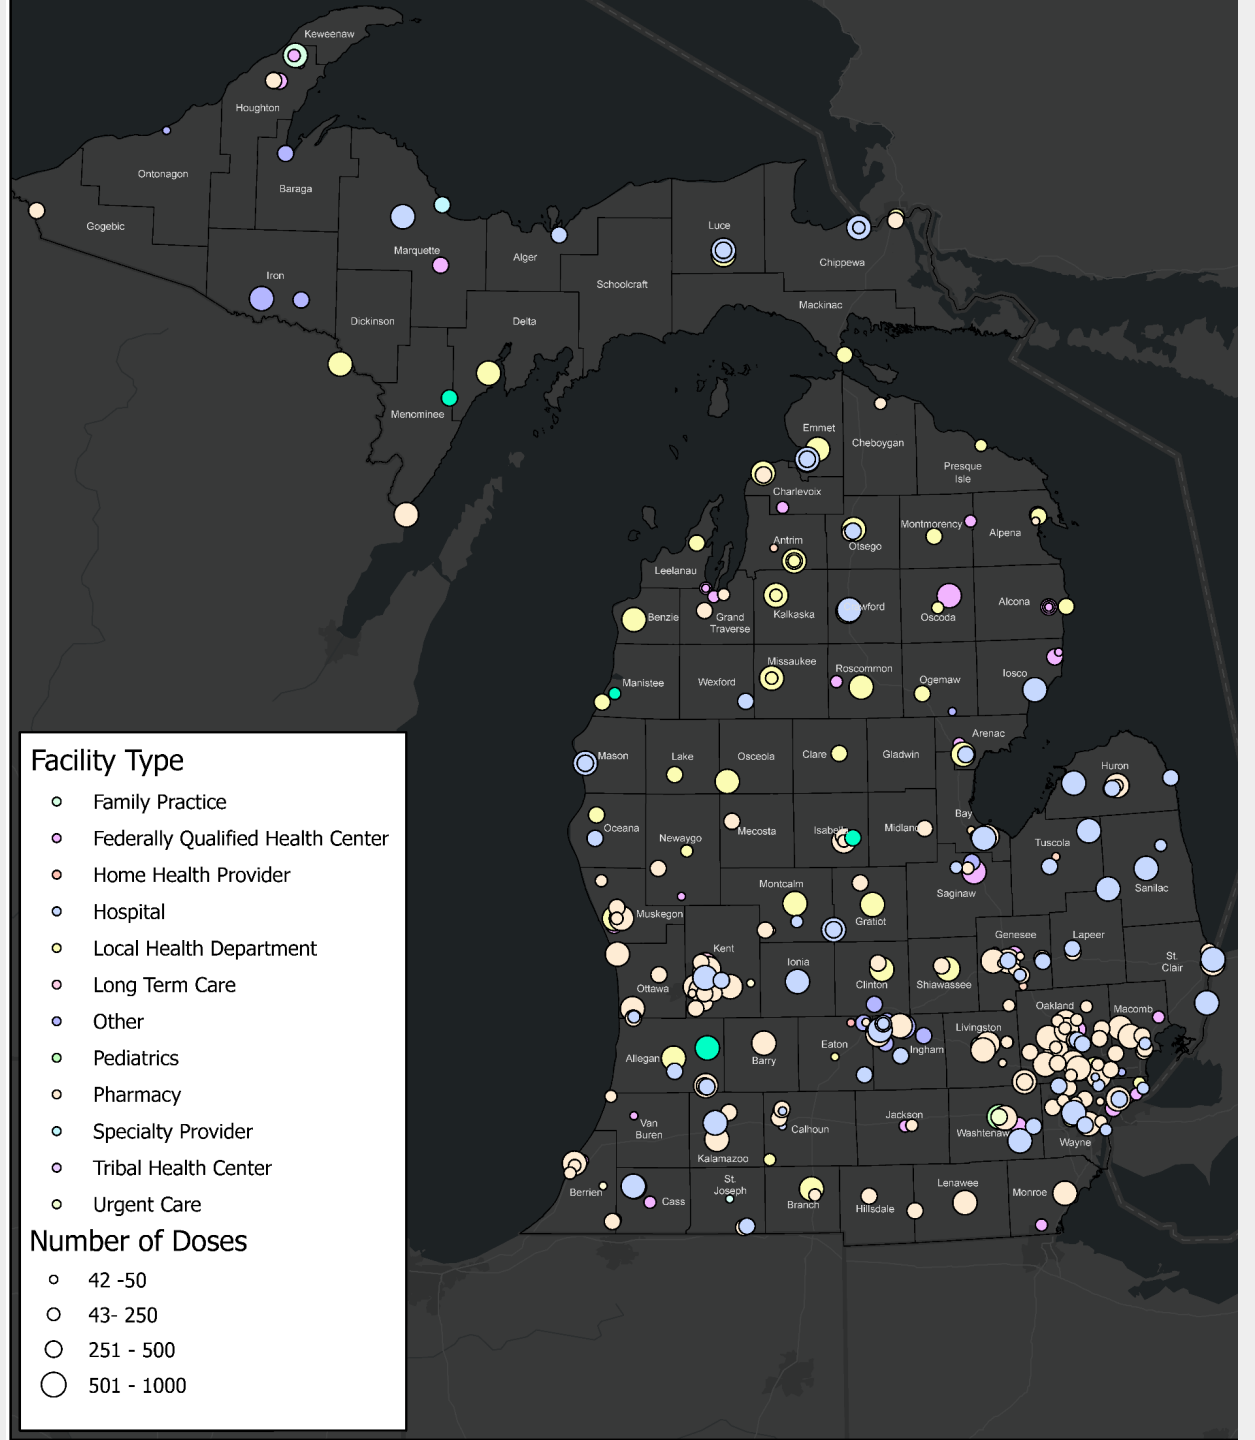 Keweenaw
Houghton
Ontonagon
Baraga
Gogebic
Marquette
Alger
Luce
Chippewa
Iron
Schoolcraft
Mackinac
Dickinson
Delta
Menominee
Emmet
Cheboygan
Presque
Isle
Charlevoix
Antrim
Otsego
Montmorency
Alpena
Leelanau
Benzie
Grand
Traverse
Kalkaska
wford
Oscoda
Alcona
Manistee
Wexford
Missaukee
Roscommon
Ogemaw
Iosco
Mason
Lake
Osceola
Clare
Gladwin
Arenac
Huron
Oceana
Newaygo
Mecosta
Isabella
Midland
Bay
Tuscola
Sanilac
Muskegon
Montcalm
Gratiot
Saginaw
Genesee
Lapeer
St.
Clair
Kent
Ottawa
Ionia
Clinton
Shiawassee
Oakland
Macomb
Livingston
Allegan
Barry
Eaton
Ingham
Van
Buren
Kalamazoo
Calhoun
Jackson
Washtenaw
Wayne
Berrien
Cass
St.
Joseph
Branch
Hillsdale
Lenawee
Monroe
Facility Type
Family Practice
Federally Qualified Health Center
Home Health Provider
Hospital
Local Health Department
Long Term Care
Other
Pediatrics
Pharmacy
Specialty Provider
Tribal Health Center
Urgent Care
Number of Doses
42 -50
43- 250
251 - 500
501 - 1000